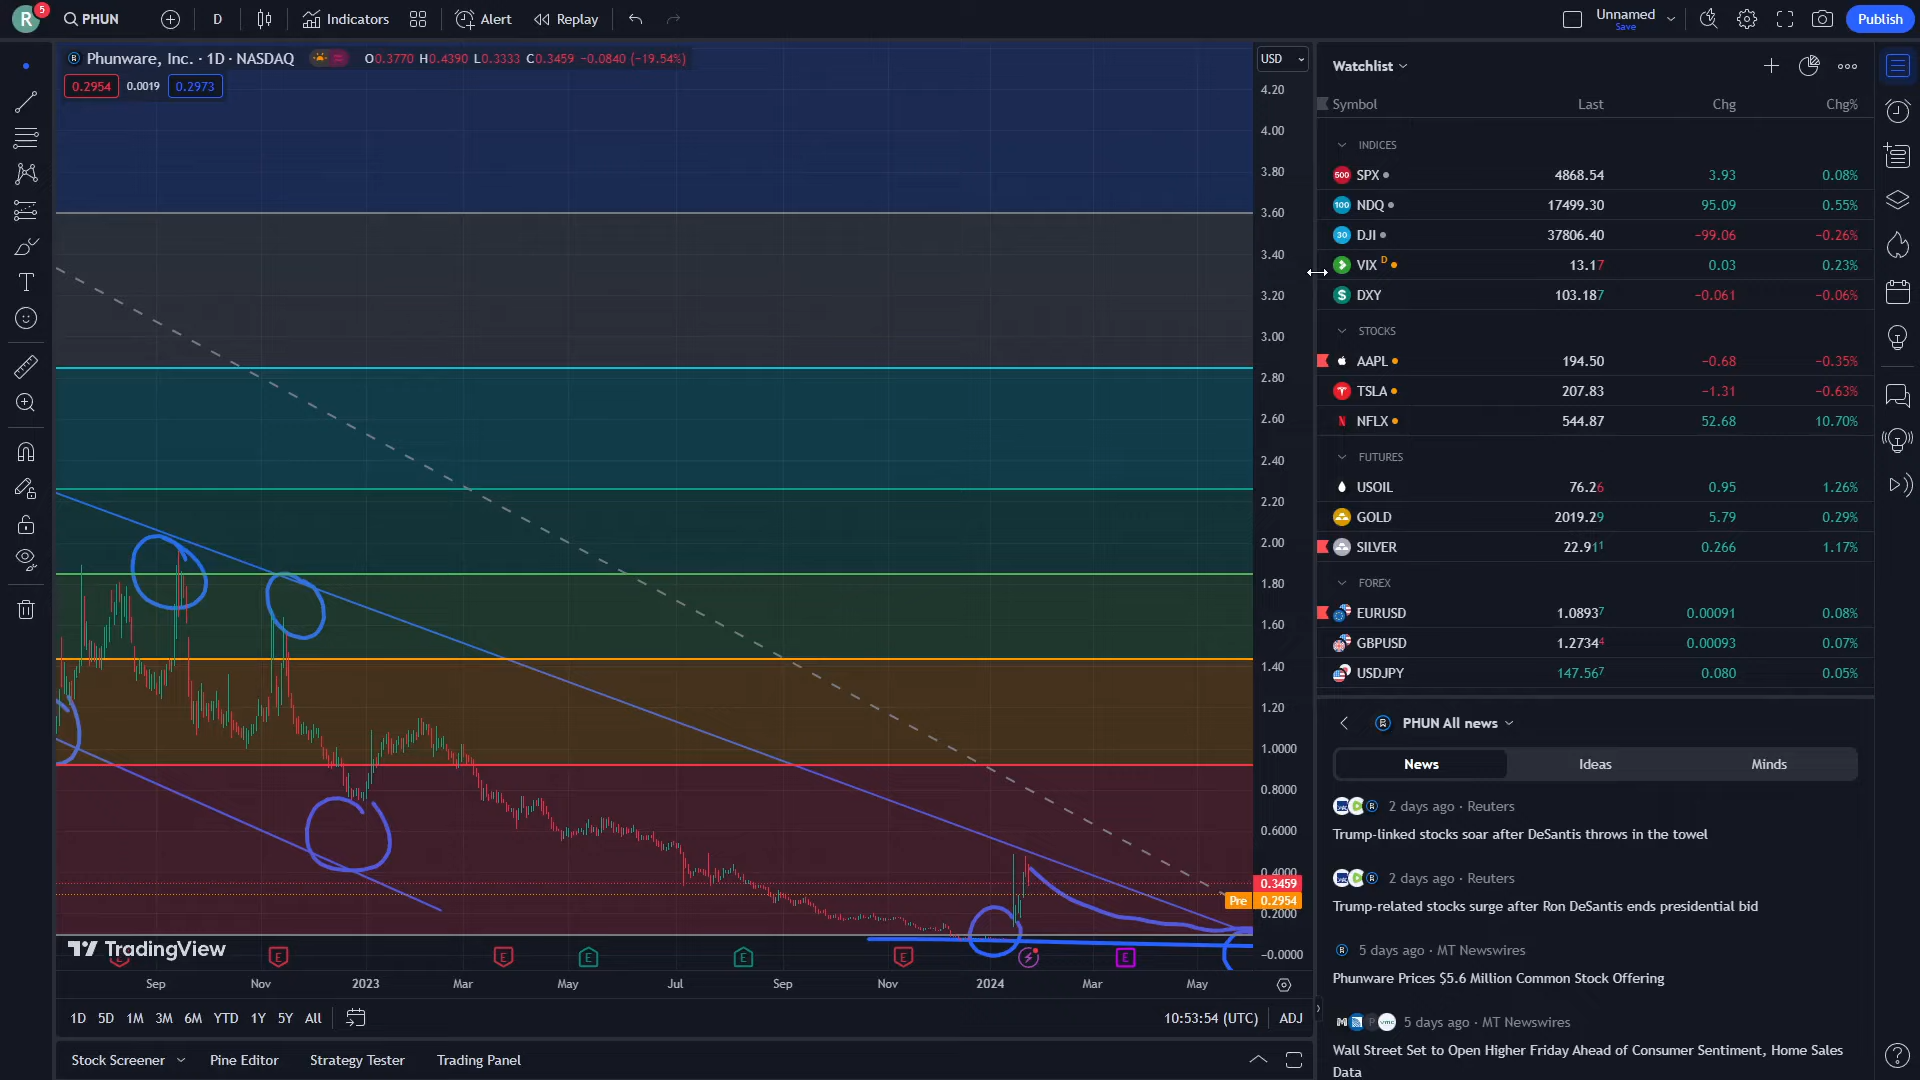 R
5
PHUN
D
Indicators
Alert
Replay
Unnamed
Save
Publish
Phunware, Inc. · 1D · NASDAQ
O0.3770 H0.4390 L0.3333 C0.3459 −0.0840 (−19.54%)
0.2954 0.0019 0.2973
USD
4.20
4.00
3.80
3.60
3.40
3.20
3.00
2.80
2.60
2.40
2.20
2.00
1.80
1.60
1.40
1.20
1.0000
0.8000
0.6000
0.4000
0.3459
Pre 0.2954
0.2000
−0.0000
TradingView
E E E E E E E
Sep Nov 2023 Mar May Jul Sep Nov 2024 Mar May
1D 5D 1M 3M 6M YTD 1Y 5Y All
10:53:54 (UTC) ADJ
Stock Screener Pine Editor Strategy Tester Trading Panel
Watchlist
Symbol Last Chg Chg%
INDICES
500 SPX 4868.54 3.93 0.08%
100 NDQ 17499.30 95.09 0.55%
30 DJI 37806.40 −99.06 −0.26%
VIX D 13.17 0.03 0.23%
$ DXY 103.187 −0.061 −0.06%
STOCKS
AAPL 194.50 −0.68 −0.35%
TSLA 207.83 −1.31 −0.63%
N NFLX 544.87 52.68 10.70%
FUTURES
USOIL 76.26 0.95 1.26%
GOLD 2019.29 5.79 0.29%
SILVER 22.911 0.266 1.17%
FOREX
EURUSD 1.08937 0.00091 0.08%
GBPUSD 1.27344 0.00093 0.07%
USDJPY 147.567 0.080 0.05%
PHUN All news
News Ideas Minds
2 days ago · Reuters
Trump-linked stocks soar after DeSantis throws in the towel
2 days ago · Reuters
Trump-related stocks surge after Ron DeSantis ends presidential bid
5 days ago · MT Newswires
Phunware Prices $5.6 Million Common Stock Offering
5 days ago · MT Newswires
Wall Street Set to Open Higher Friday Ahead of Consumer Sentiment, Home Sales
Data